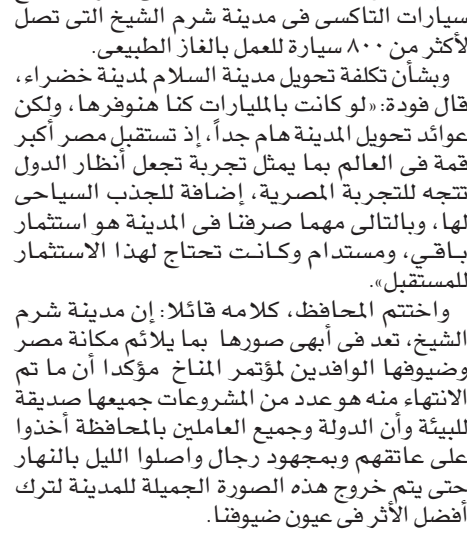 سيارات التاكسى فى مدينة شرم الشيخ التى تصل
لأكثر من ٨٠٠ سيارة للعمل بالغاز الطبيعى.
وبشأن تكلفة تحويل مدينة السلام لمدينة خضراء،
قال فودة: «لو كانت بالمليارات كنا هنوفرها، ولكن
عوائد تحويل المدينة هام جداً، إذ تستقبل مصر أكبر
قمة فى العالم بما يمثل تجربة تجعل أنظار الدول
تتجه للتجربة المصرية، إضافة للجذب السياحى
لها، وبالتالى مهما صرفنا فى المدينة هو استثمار
باقي، ومستدام وكانت تحتاج لهذا الاستثمار
للمستقبل».
واختتم المحافظ، كلامه قائلا: إن مدينة شرم
الشيخ، تعد فى أبهى صورها بما يلائم مكانة مصر
وضيوفها الوافدين لمؤتمر المناخ مؤكدا أن ما تم
الانتهاء منه هو عدد من المشروعات جميعها صديقة
للبيئة وأن الدولة وجميع العاملين بالمحافظة أخذوا
على عاتقهم وبمجهود رجال واصلوا الليل بالنهار
حتى يتم خروج هذه الصورة الجميلة للمدينة لترك
أفضل الأثر فى عيون ضيوفنا.